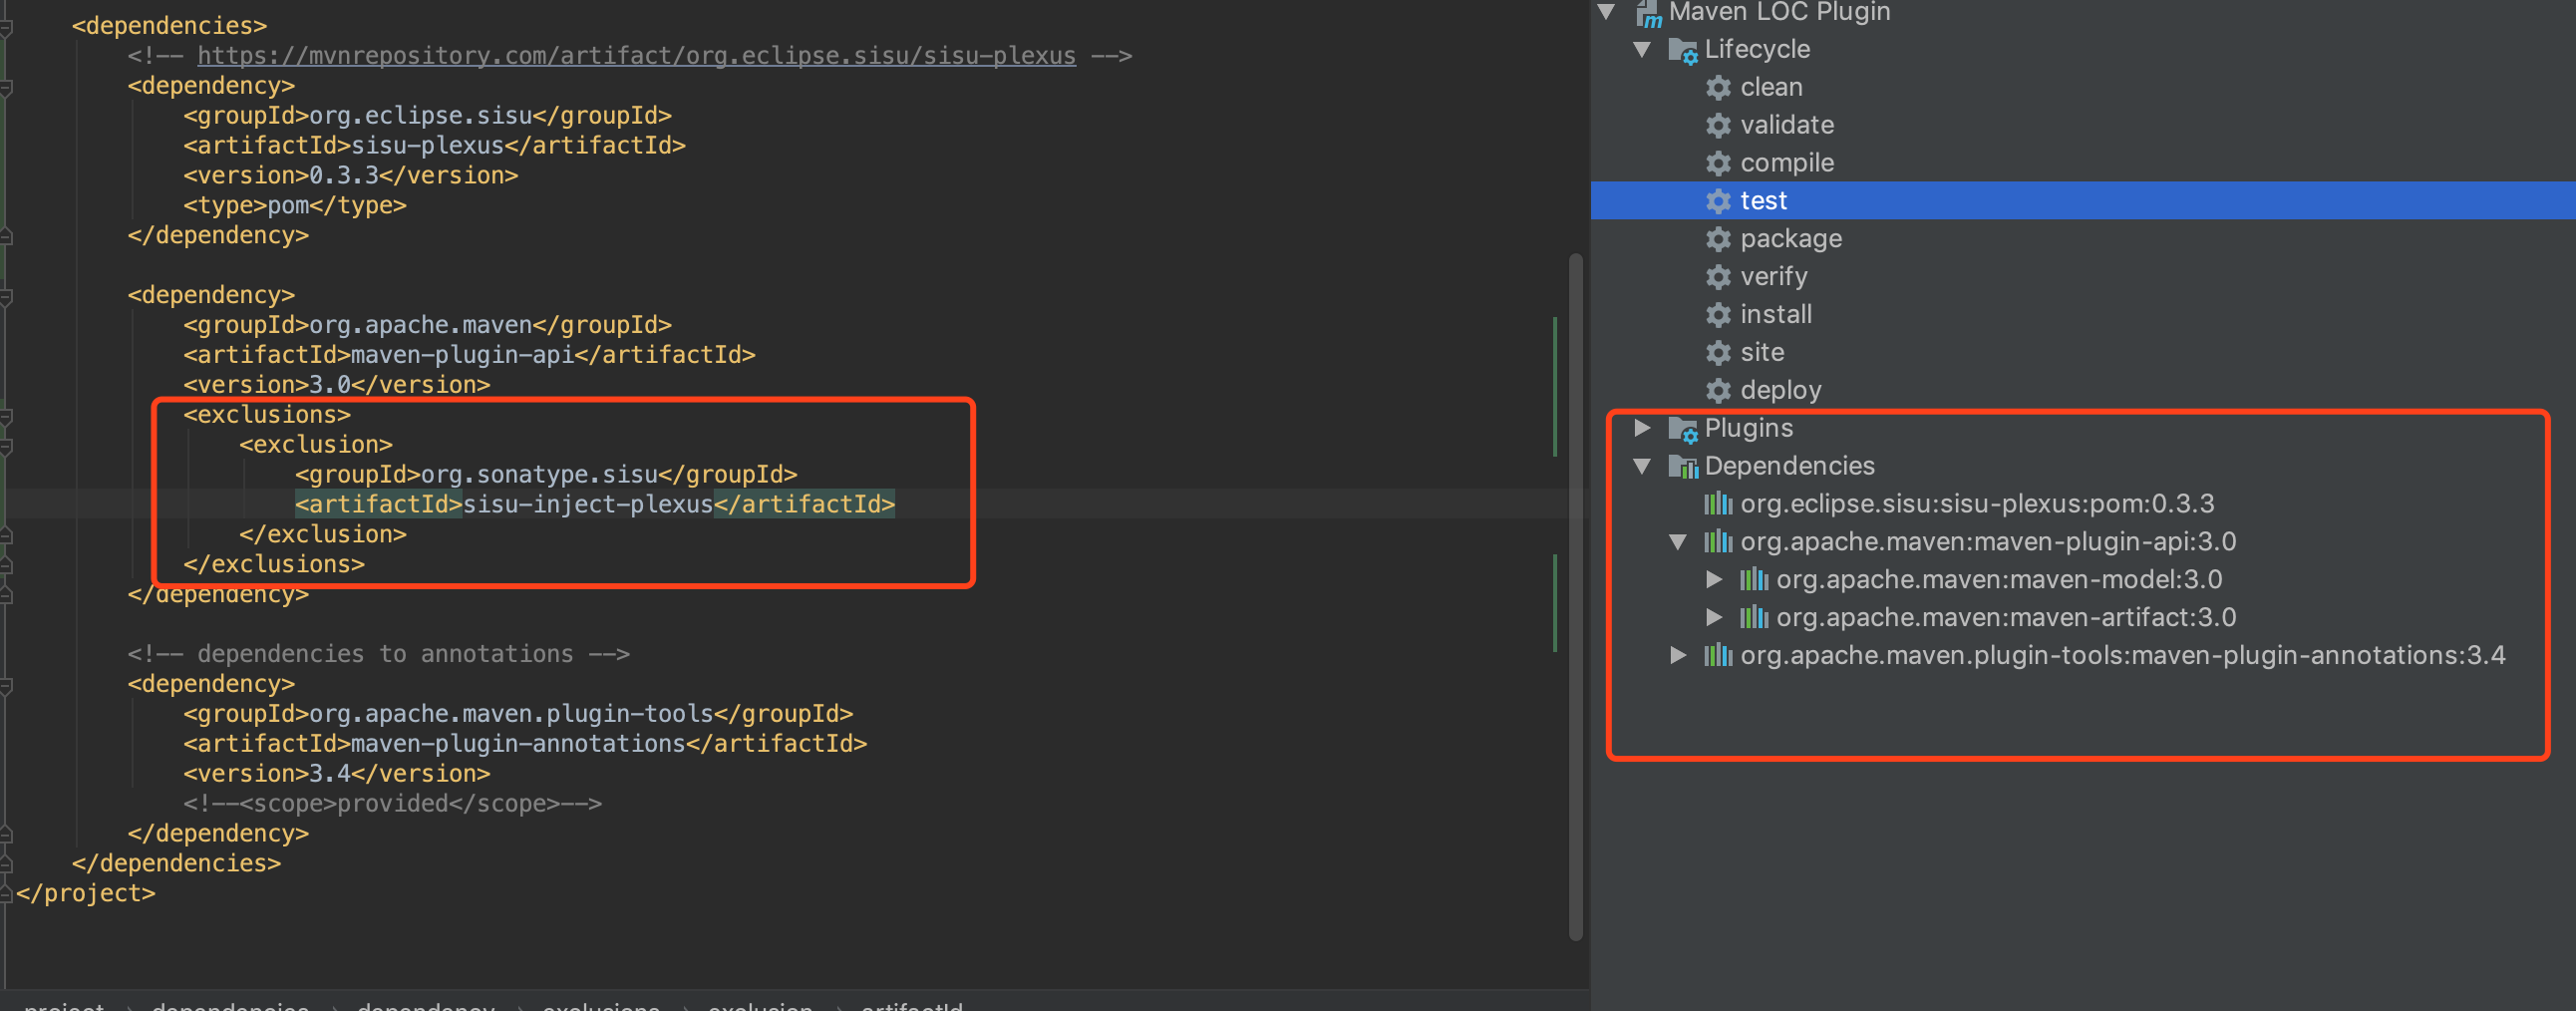 <dependencies>
<!-- https://mvnrepository.com/artifact/org.eclipse.sisu/sisu-plexus -->
<dependency>
<groupId>org.eclipse.sisu</groupId>
<artifactId>sisu-plexus</artifactId>
<version>0.3.3</version>
<type>pom</type>
</dependency>
<dependency>
<groupId>org.apache.maven</groupId>
<artifactId>maven-plugin-api</artifactId>
<version>3.0</version>
<exclusions>
<exclusion>
<groupId>org.sonatype.sisu</groupId>
<artifactId>sisu-inject-plexus</artifactId>
</exclusion>
</exclusions>
</dependency>
<!-- dependencies to annotations -->
<dependency>
<groupId>org.apache.maven.plugin-tools</groupId>
<artifactId>maven-plugin-annotations</artifactId>
<version>3.4</version>
<!--<scope>provided</scope>-->
</dependency>
</dependencies>
</project>
project › dependencies › dependency › exclusions › exclusion › artifactId
Maven LOC Plugin
Lifecycle
clean
validate
compile
test
package
verify
install
site
deploy
Plugins
Dependencies
org.eclipse.sisu:sisu-plexus:pom:0.3.3
org.apache.maven:maven-plugin-api:3.0
org.apache.maven:maven-model:3.0
org.apache.maven:maven-artifact:3.0
org.apache.maven.plugin-tools:maven-plugin-annotations:3.4